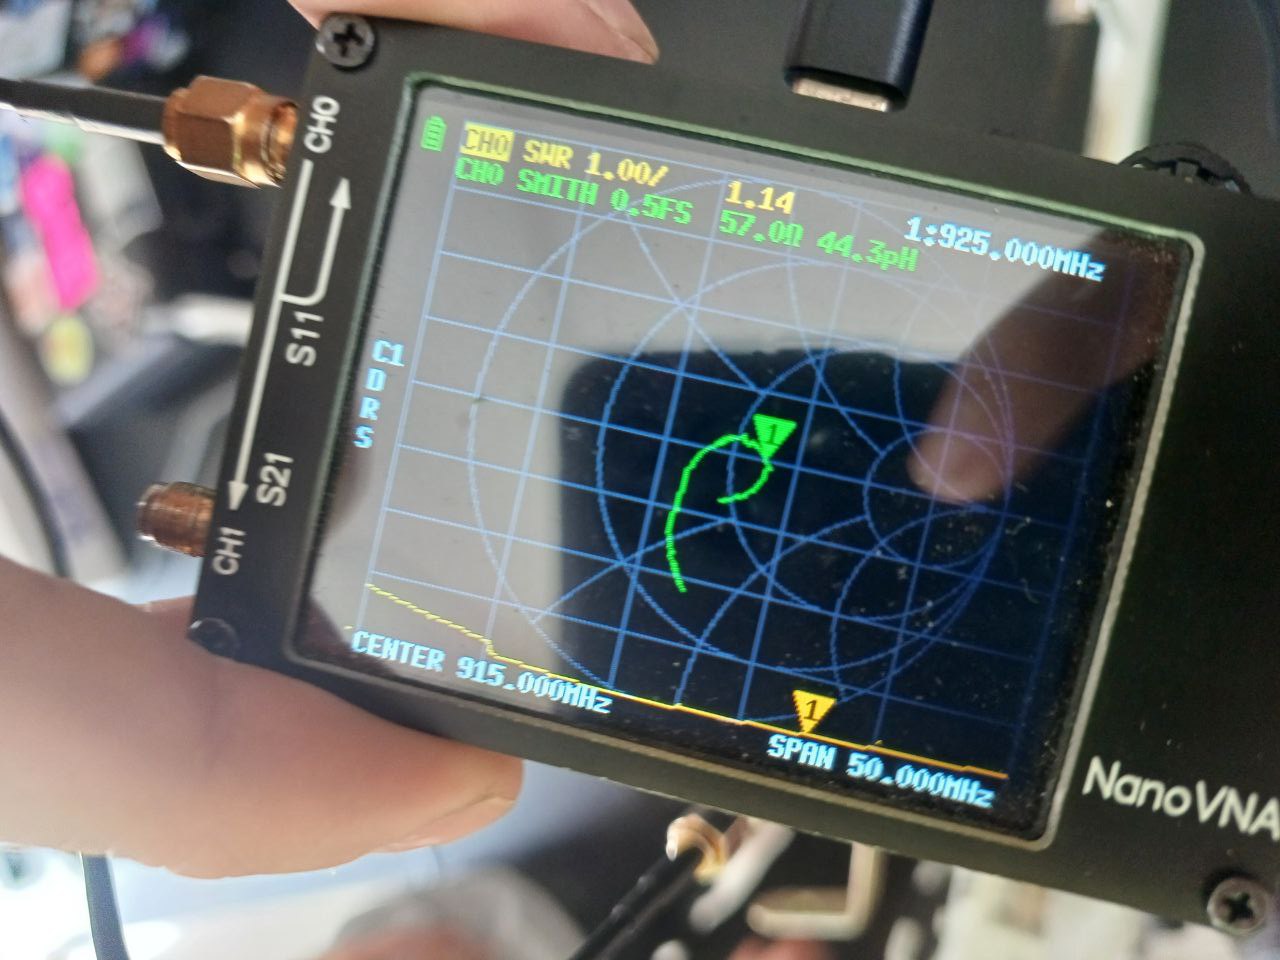 CH0 SWR 1.00/ 1.14
CH0 SMITH 0.5FS 57.0Ω 44.3pH
1:925.000MHz
C1
D
R
S
1
1
CENTER 915.000MHz
SPAN 50.000MHz
CH0
S11
S21
CH1
NanoVNA